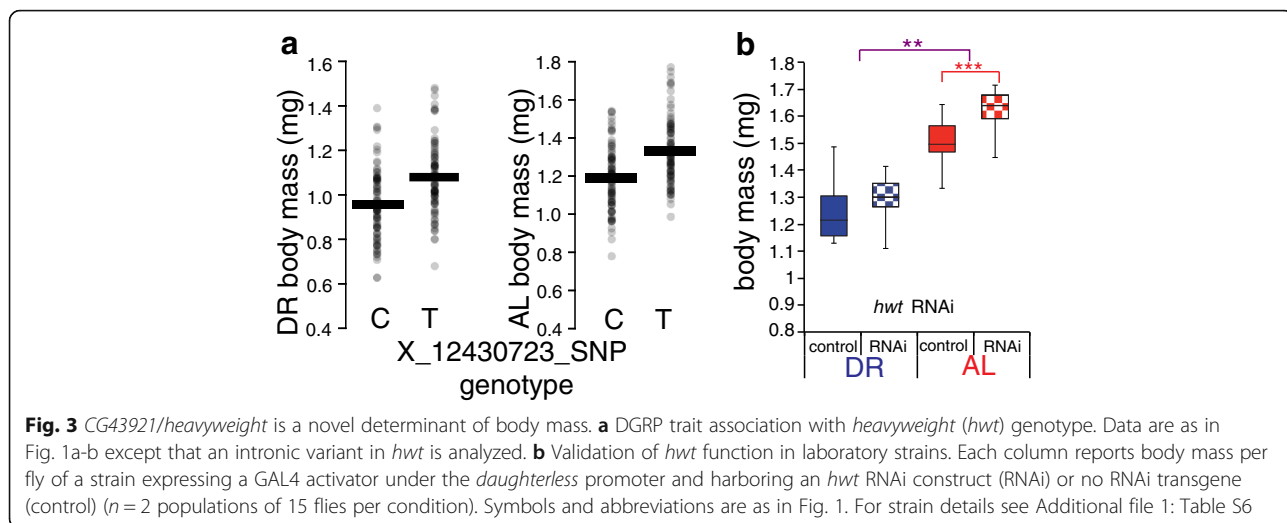 a
DR body mass (mg)
1.6
1.4
1.2
1.0
0.8
0.6
0.4
C T
AL body mass (mg)
1.8
1.6
1.4
1.2
1.0
0.8
0.6
0.4
C T
X_12430723_SNP
genotype
b
body mass (mg)
1.8
1.7
1.6
1.5
1.4
1.3
1.2
1.1
1
0.9
0.8
**
***
hwt RNAi
control RNAi control RNAi
DR AL
Fig. 3 CG43921/heavyweight is a novel determinant of body mass. a DGRP trait association with heavyweight (hwt) genotype. Data are as in
Fig. 1a-b except that an intronic variant in hwt is analyzed. b Validation of hwt function in laboratory strains. Each column reports body mass per
fly of a strain expressing a GAL4 activator under the daughterless promoter and harboring an hwt RNAi construct (RNAi) or no RNAi transgene
(control) (n = 2 populations of 15 flies per condition). Symbols and abbreviations are as in Fig. 1. For strain details see Additional file 1: Table S6